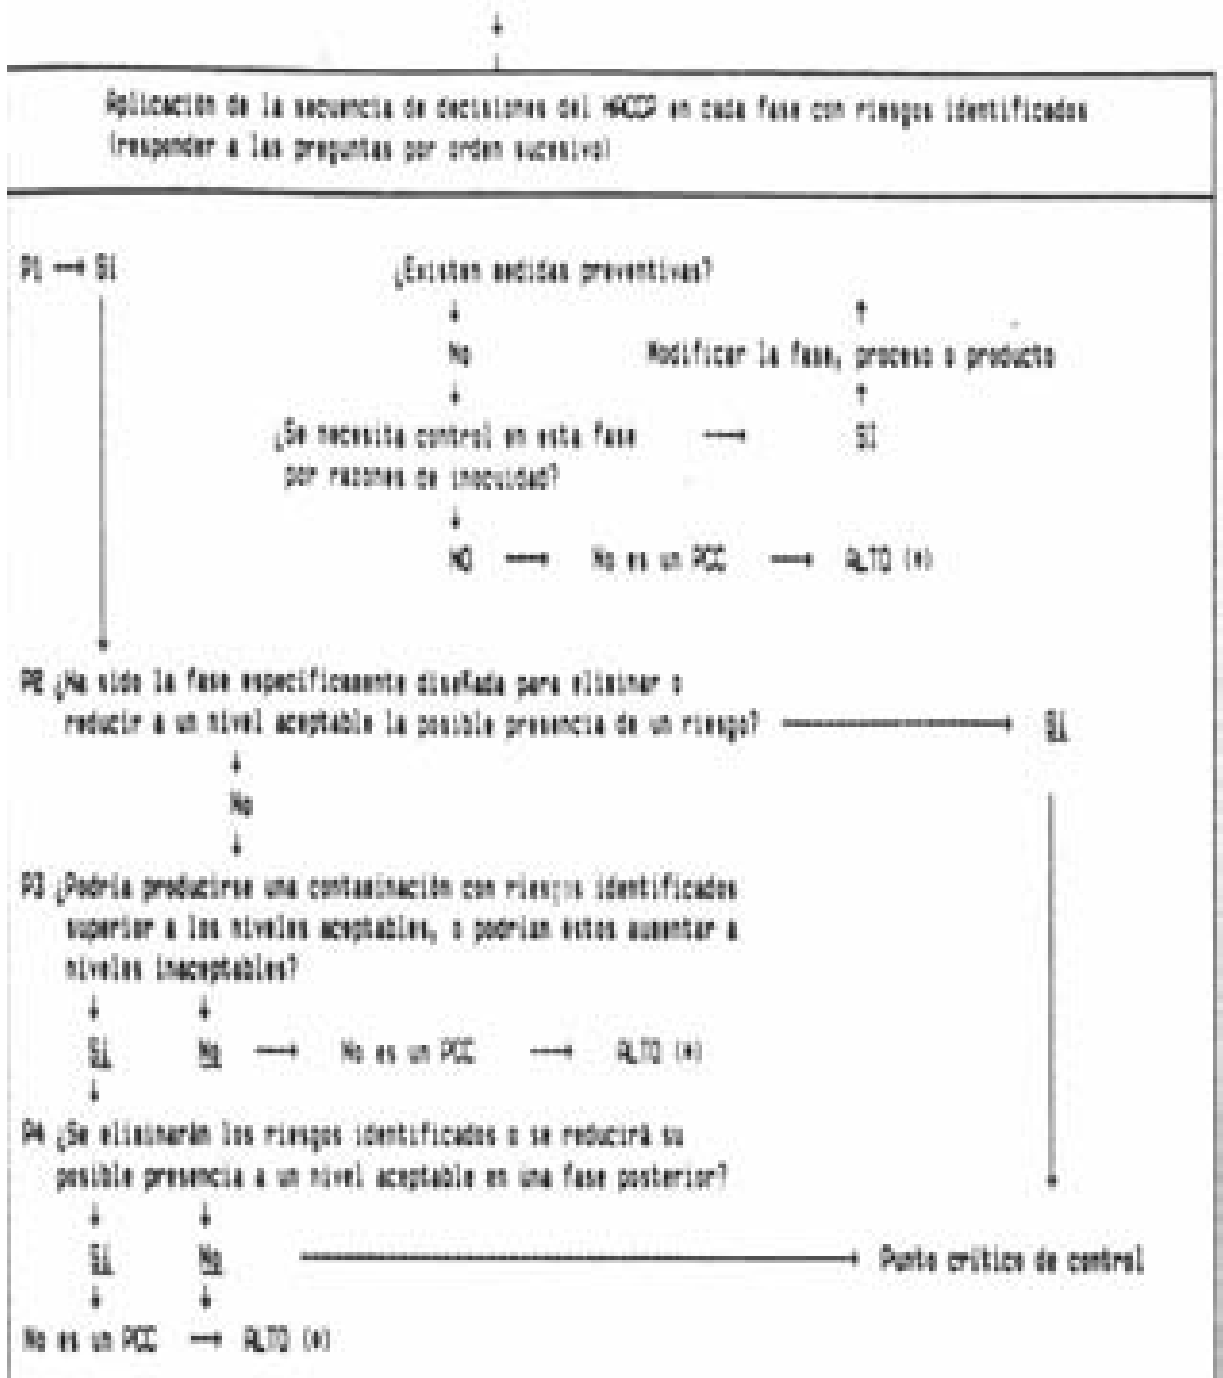 Aplicación de la secuencia de decisiones del HACCP en cada fase con riesgos identificados
(responder a las preguntas por orden sucesivo)
P1 → Sí ¿Existen medidas preventivas?
No Modificar la fase, proceso o producto
¿Se necesita control en esta fase → SI
por razones de inocuidad?
NO → No es un PCC → ALTO (*)
P2 ¿Ha sido la fase específicamente diseñada para eliminar o
reducir a un nivel aceptable la posible presencia de un riesgo? → Sí
No
P3 ¿Podría producirse una contaminación con riesgos identificados
superior a los niveles aceptables, o podrían estos aumentar a
niveles inaceptables?
Sí No → No es un PCC → ALTO (*)
P4 ¿Se eliminarán los riesgos identificados o se reducirá su
posible presencia a un nivel aceptable en una fase posterior?
Sí No → Punto crítico de control
No es un PCC → ALTO (*)